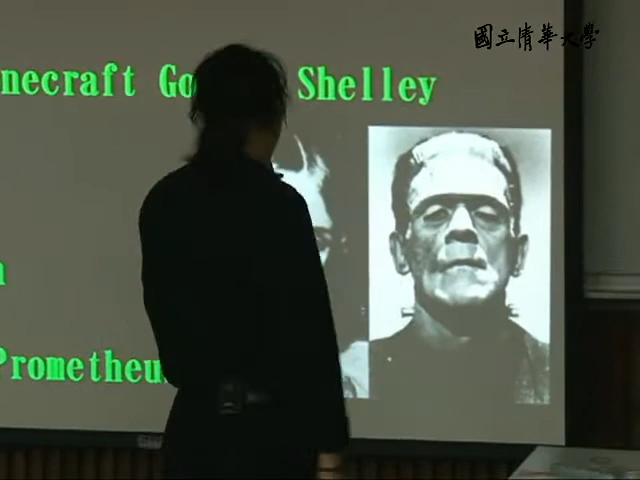 國立清華大學
necraft Go Shelley
Prometheu